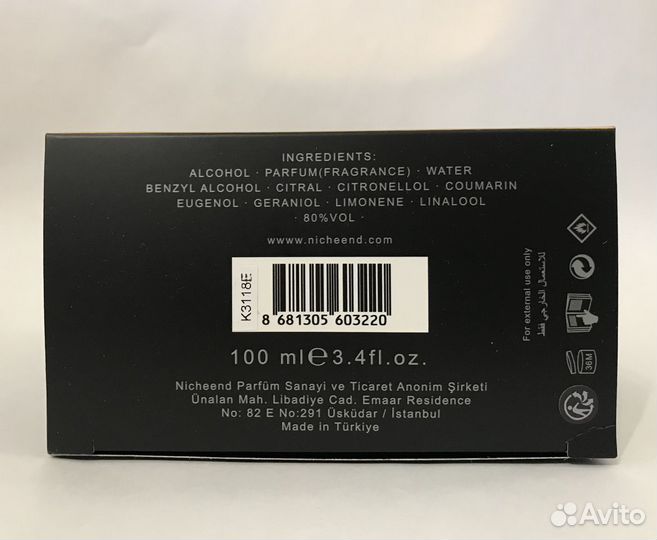 INGREDIENTS:
ALCOHOL · PARFUM(FRAGRANCE) · WATER
BENZYL ALCOHOL · CITRAL · CITRONELLOL · COUMARIN
EUGENOL · GERANIOL · LIMONENE · LINALOOL
· 80%VOL ·
www.nicheend.com
K3118E
8 681305 603220
100 ml℮3.4fl.oz.
Nicheend Parfüm Sanayi ve Ticaret Anonim Şirketi
Ünalan Mah. Libadiye Cad. Emaar Residence
No: 82 E No:291 Üsküdar / İstanbul
Made in Türkiye
For external use only
للاستعمال الخارجي فقط
36M
Avito